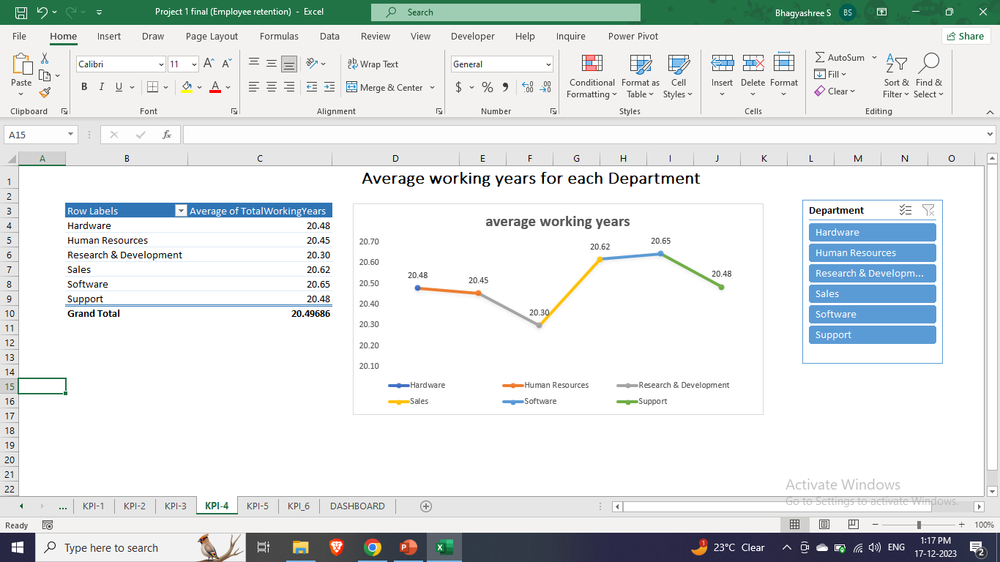 Project 1 final (Employee retention) - Excel
Search
Bhagyashree S
BS
File Home Insert Draw Page Layout Formulas Data Review View Developer Help Inquire Power Pivot
Share
Paste
Calibri 11
B I U
Wrap Text
Merge & Center
General
$ % 9
Conditional Formatting
Format as Table
Cell Styles
Insert Delete Format
AutoSum
Fill
Clear
Sort & Filter
Find & Select
Clipboard Font Alignment Number Styles Cells Editing
A15
fx
A B C D E F G H I J K L M N O
1 Average working years for each Department
2
3 Row Labels Average of TotalWorkingYears
4 Hardware 20.48
5 Human Resources 20.45
6 Research & Development 20.30
7 Sales 20.62
8 Software 20.65
9 Support 20.48
10 Grand Total 20.49686
11
12
13
14
15
16
17
18
19
20
21
22
average working years
20.70
20.60
20.50
20.40
20.30
20.20
20.10
20.48 20.45 20.30 20.62 20.65 20.48
Hardware Human Resources Research & Development
Sales Software Support
Department
Hardware
Human Resources
Research & Developm...
Sales
Software
Support
Activate Windows
Go to Settings to activate Windows.
... KPI-1 KPI-2 KPI-3 KPI-4 KPI-5 KPI_6 DASHBOARD
Ready
100%
Type here to search
1
23°C Clear
ENG
1:17 PM
17-12-2023
2